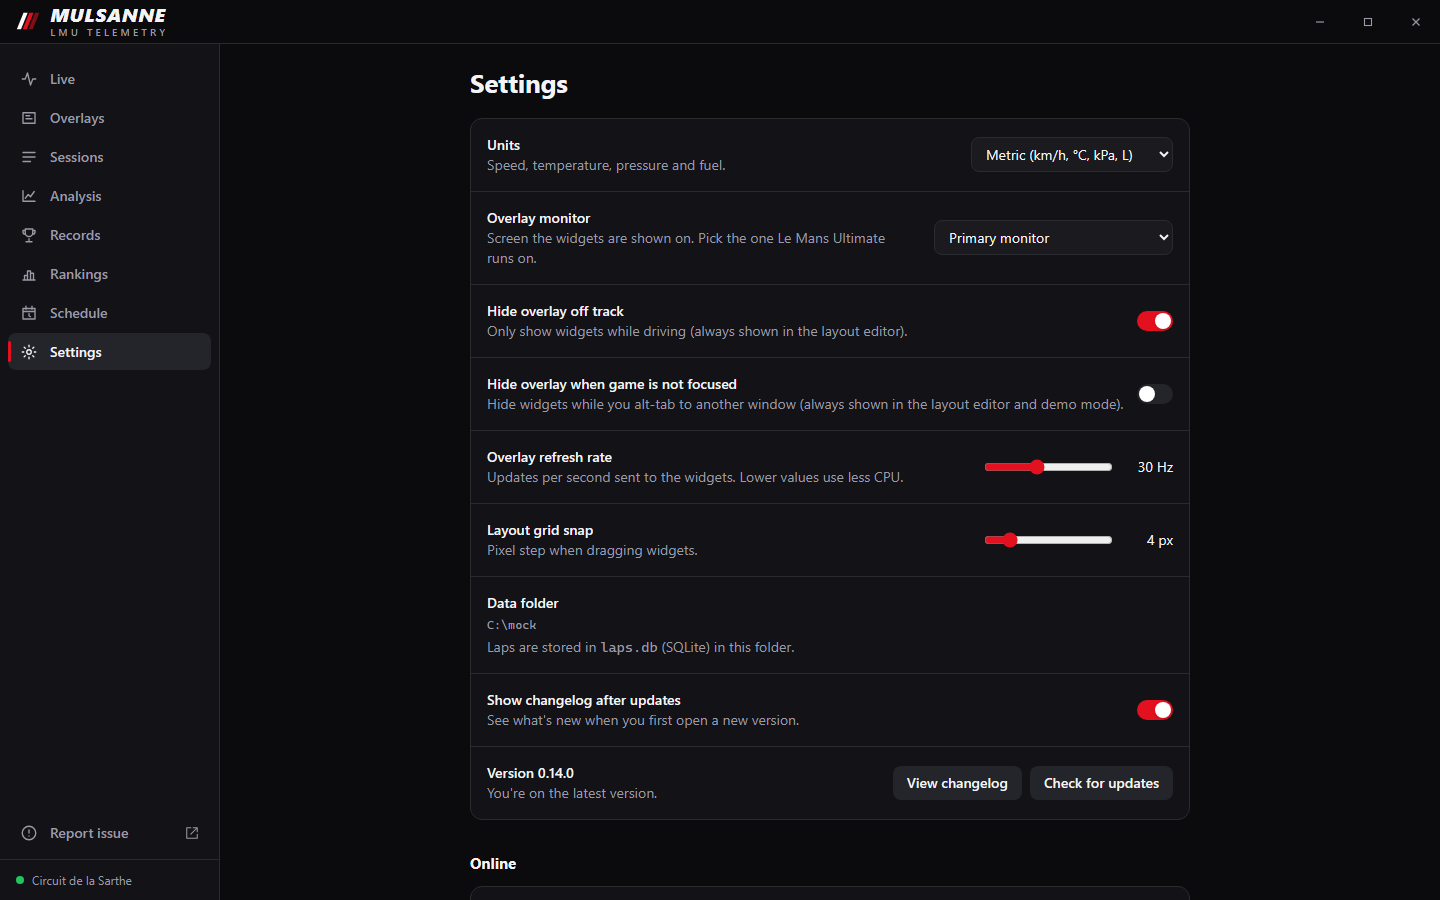 MULSANNE
LMU TELEMETRY
Live
Overlays
Sessions
Analysis
Records
Rankings
Schedule
Settings
Report issue
Circuit de la Sarthe
Settings
Units
Speed, temperature, pressure and fuel.
Metric (km/h, °C, kPa, L)
Overlay monitor
Screen the widgets are shown on. Pick the one Le Mans Ultimate
runs on.
Primary monitor
Hide overlay off track
Only show widgets while driving (always shown in the layout editor).
Hide overlay when game is not focused
Hide widgets while you alt-tab to another window (always shown in the layout editor and demo mode).
Overlay refresh rate
Updates per second sent to the widgets. Lower values use less CPU.
30 Hz
Layout grid snap
Pixel step when dragging widgets.
4 px
Data folder
C:\mock
Laps are stored in laps.db (SQLite) in this folder.
Show changelog after updates
See what's new when you first open a new version.
Version 0.14.0
You're on the latest version.
View changelog
Check for updates
Online